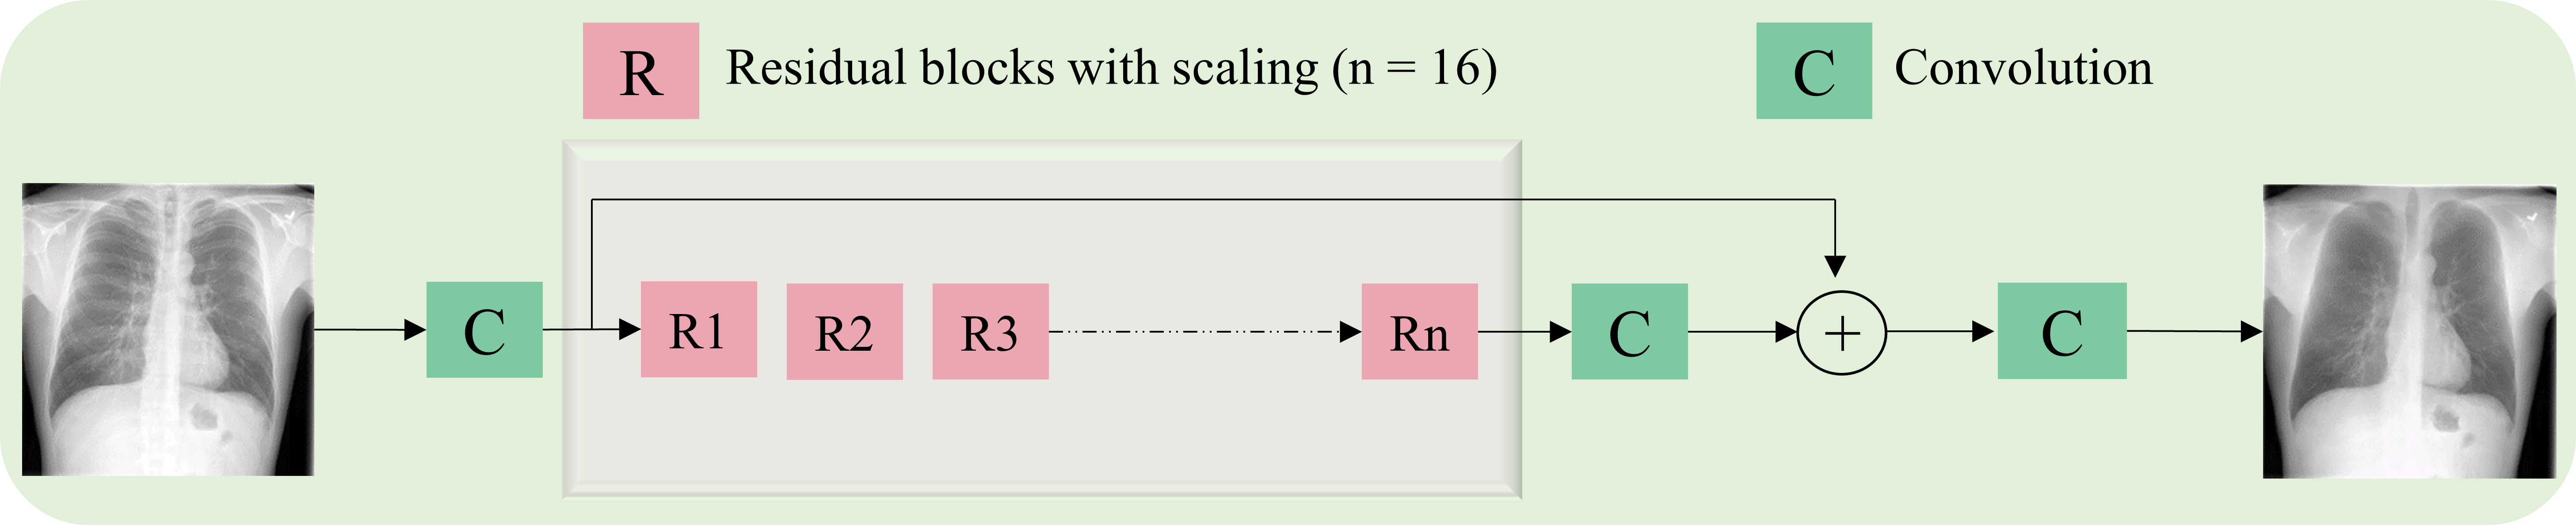 R Residual blocks with scaling (n = 16) C Convolution
C R1 R2 R3 Rn C + C